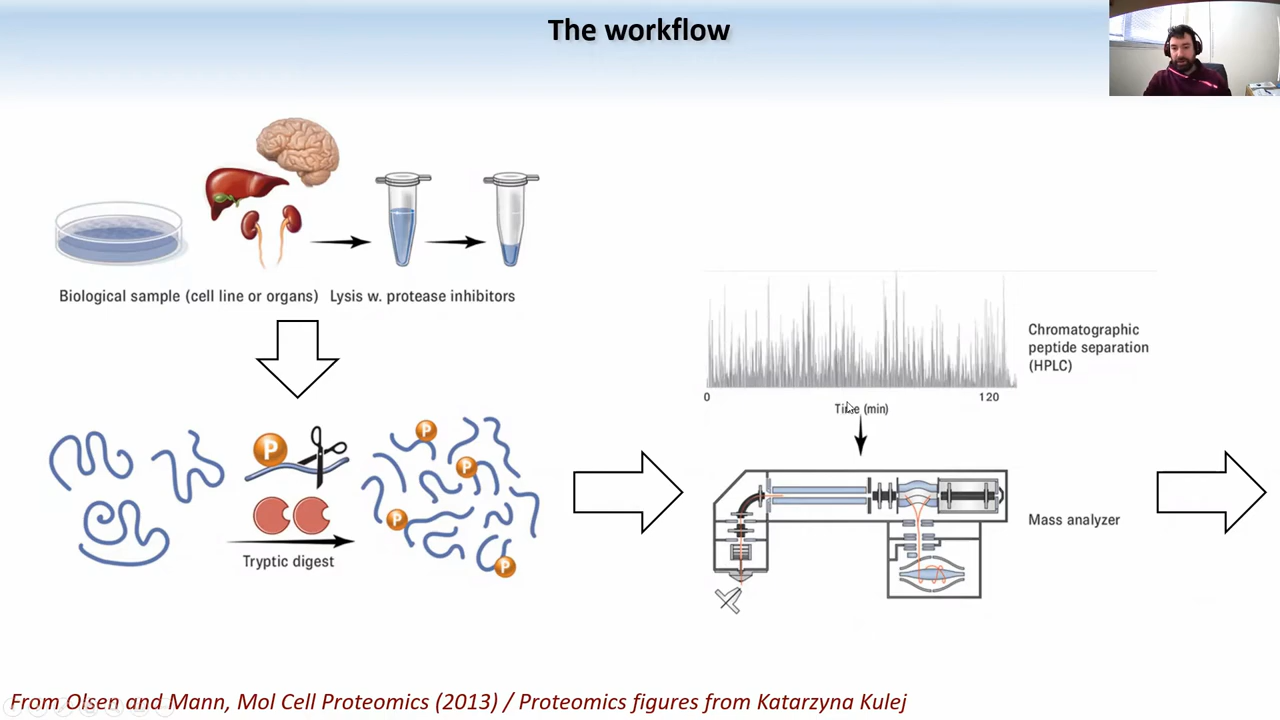 The workflow
Biological sample (cell line or organs)
Lysis w. protease inhibitors
P
P
P
P
P
Tryptic digest
Chromatographic
peptide separation
(HPLC)
0
120
Time (min)
Mass analyzer
From Olsen and Mann, Mol Cell Proteomics (2013) / Proteomics figures from Katarzyna Kulej